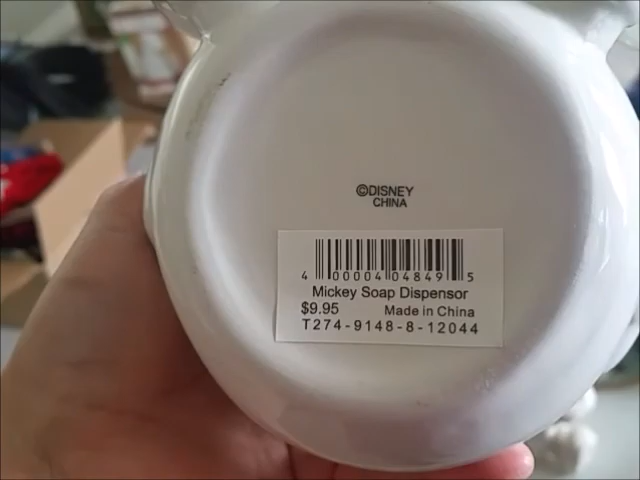 ©DISNEY
CHINA
4 00004 04849 5
Mickey Soap Dispensor
$9.95 Made in China
T274-9148-8-12044